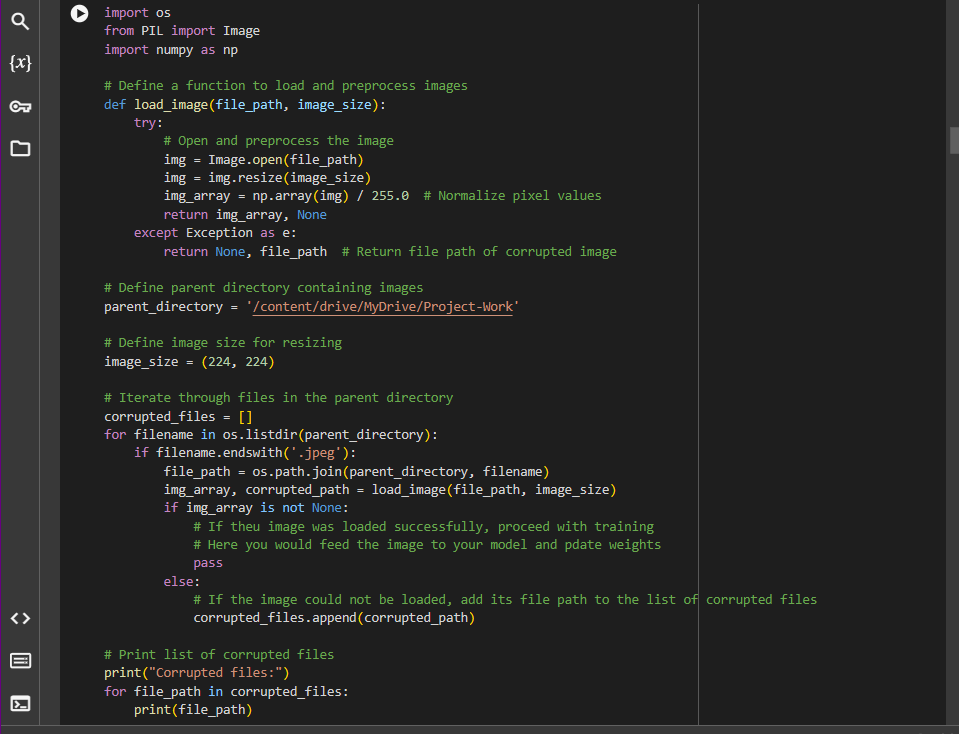 import os
from PIL import Image
import numpy as np

# Define a function to load and preprocess images
def load_image(file_path, image_size):
    try:
        # Open and preprocess the image
        img = Image.open(file_path)
        img = img.resize(image_size)
        img_array = np.array(img) / 255.0  # Normalize pixel values
        return img_array, None
    except Exception as e:
        return None, file_path  # Return file path of corrupted image

# Define parent directory containing images
parent_directory = '/content/drive/MyDrive/Project-Work'

# Define image size for resizing
image_size = (224, 224)

# Iterate through files in the parent directory
corrupted_files = []
for filename in os.listdir(parent_directory):
    if filename.endswith('.jpeg'):
        file_path = os.path.join(parent_directory, filename)
        img_array, corrupted_path = load_image(file_path, image_size)
        if img_array is not None:
            # If theu image was loaded successfully, proceed with training
            # Here you would feed the image to your model and pdate weights
            pass
        else:
            # If the image could not be loaded, add its file path to the list of corrupted files
            corrupted_files.append(corrupted_path)

# Print list of corrupted files
print("Corrupted files:")
for file_path in corrupted_files:
    print(file_path)